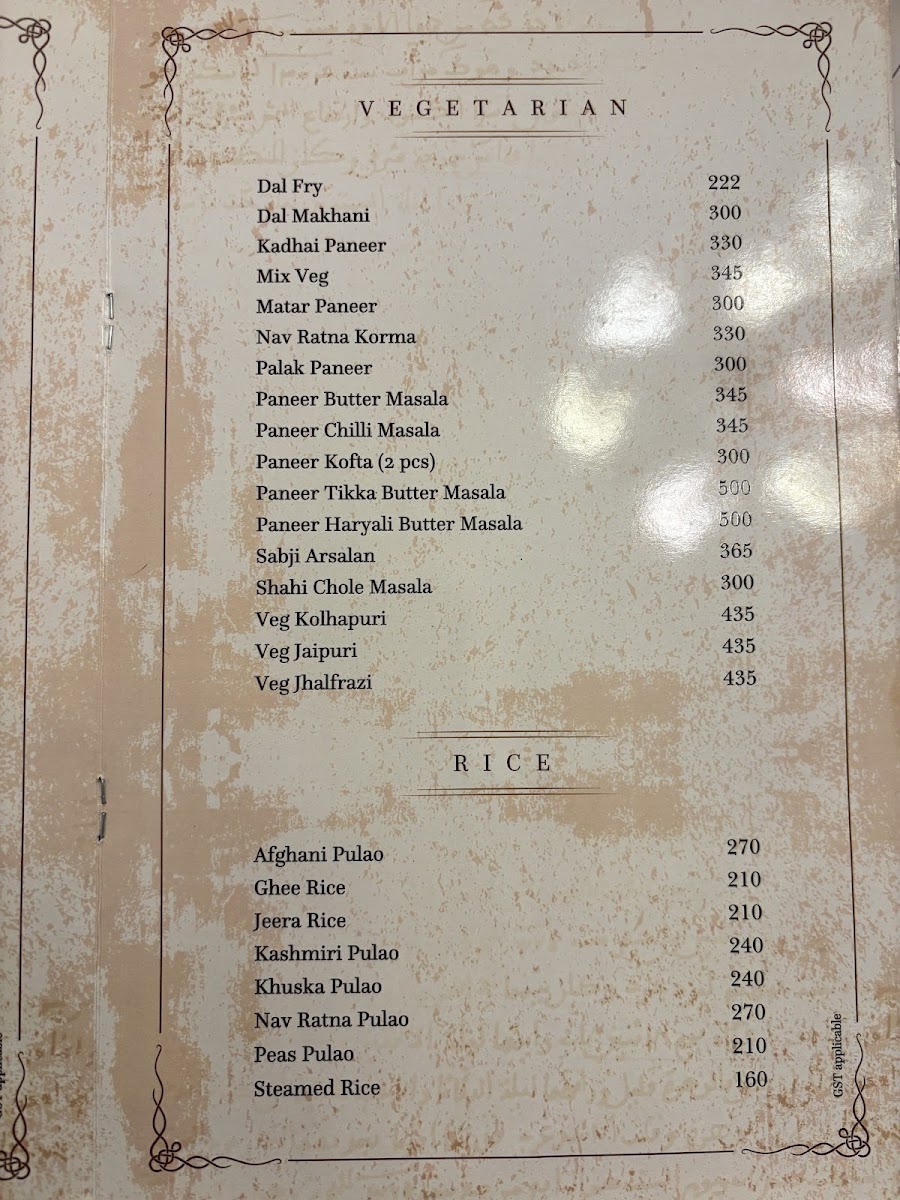 VEGETARIAN
Dal Fry 222
Dal Makhani 300
Kadhai Paneer 330
Mix Veg 345
Matar Paneer 300
Nav Ratna Korma 330
Palak Paneer 300
Paneer Butter Masala 345
Paneer Chilli Masala 345
Paneer Kofta (2 pcs) 300
Paneer Tikka Butter Masala 500
Paneer Haryali Butter Masala 500
Sabji Arsalan 365
Shahi Chole Masala 300
Veg Kolhapuri 435
Veg Jaipuri 435
Veg Jhalfrazi 435
RICE
Afghani Pulao 270
Ghee Rice 210
Jeera Rice 210
Kashmiri Pulao 240
Khuska Pulao 240
Nav Ratna Pulao 270
Peas Pulao 210
Steamed Rice 160
GST applicable